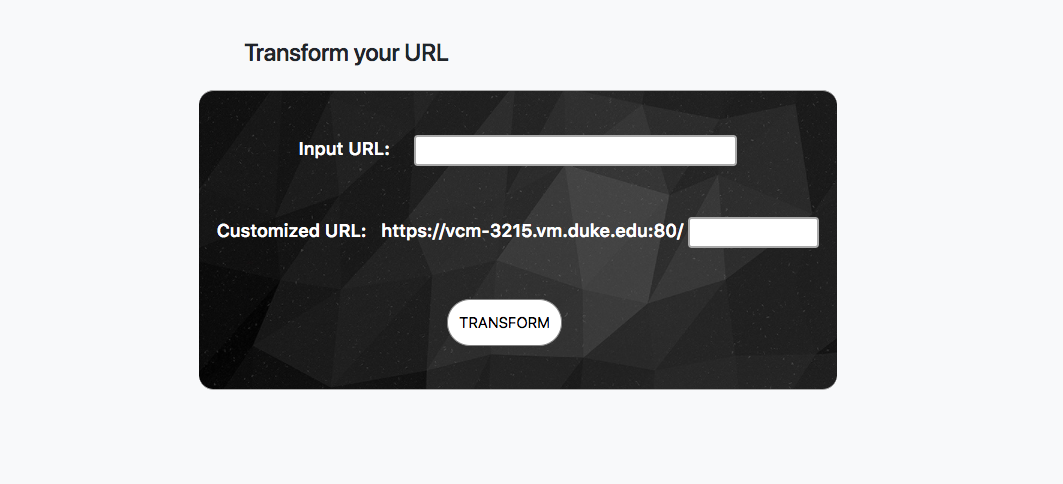 Transform your URL
Input URL:
Customized URL: https://vcm-3215.vm.duke.edu:80/
TRANSFORM